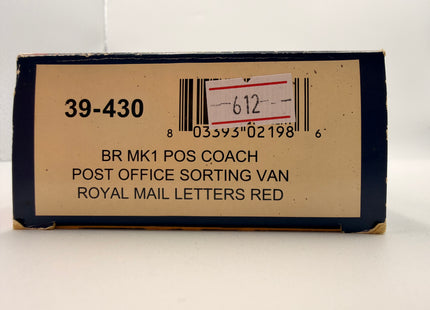 39-430
612
8 03393 02198 6
BR MK1 POS COACH
POST OFFICE SORTING VAN
ROYAL MAIL LETTERS RED